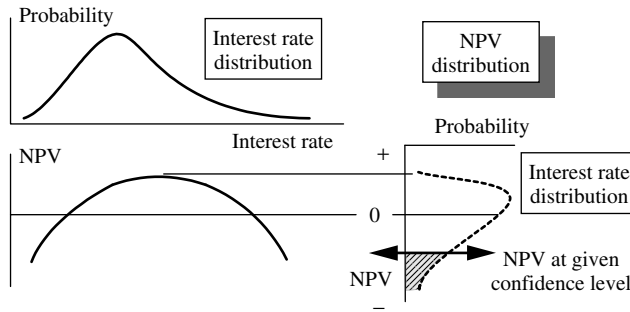 Probability
Interest rate
distribution
NPV
distribution
Interest rate
Probability
NPV
+
Interest rate
distribution
0
NPV
NPV at given
confidence level
−